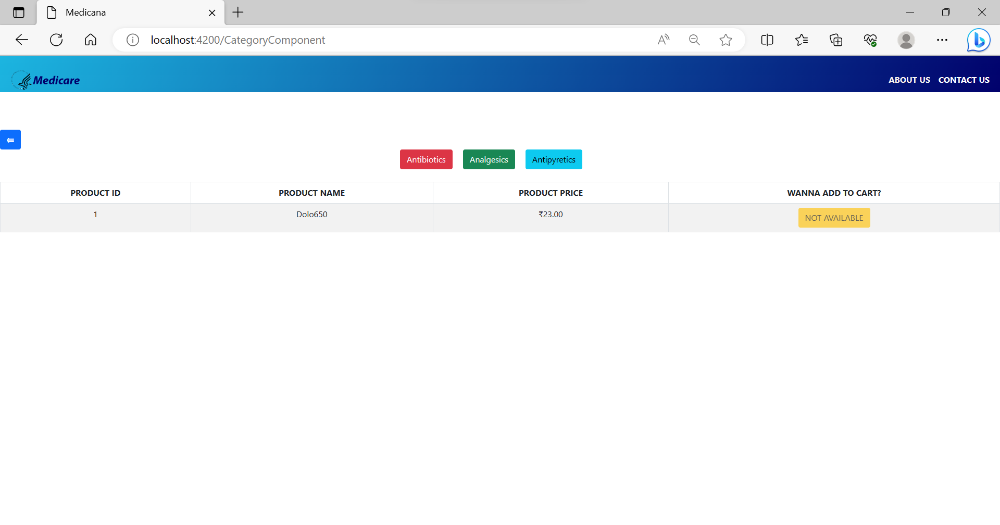 Medicana
localhost:4200/CategoryComponent
Medicare
ABOUT US CONTACT US
Antibiotics Analgesics Antipyretics
PRODUCT ID PRODUCT NAME PRODUCT PRICE WANNA ADD TO CART?
1 Dolo650 ₹23.00 NOT AVAILABLE